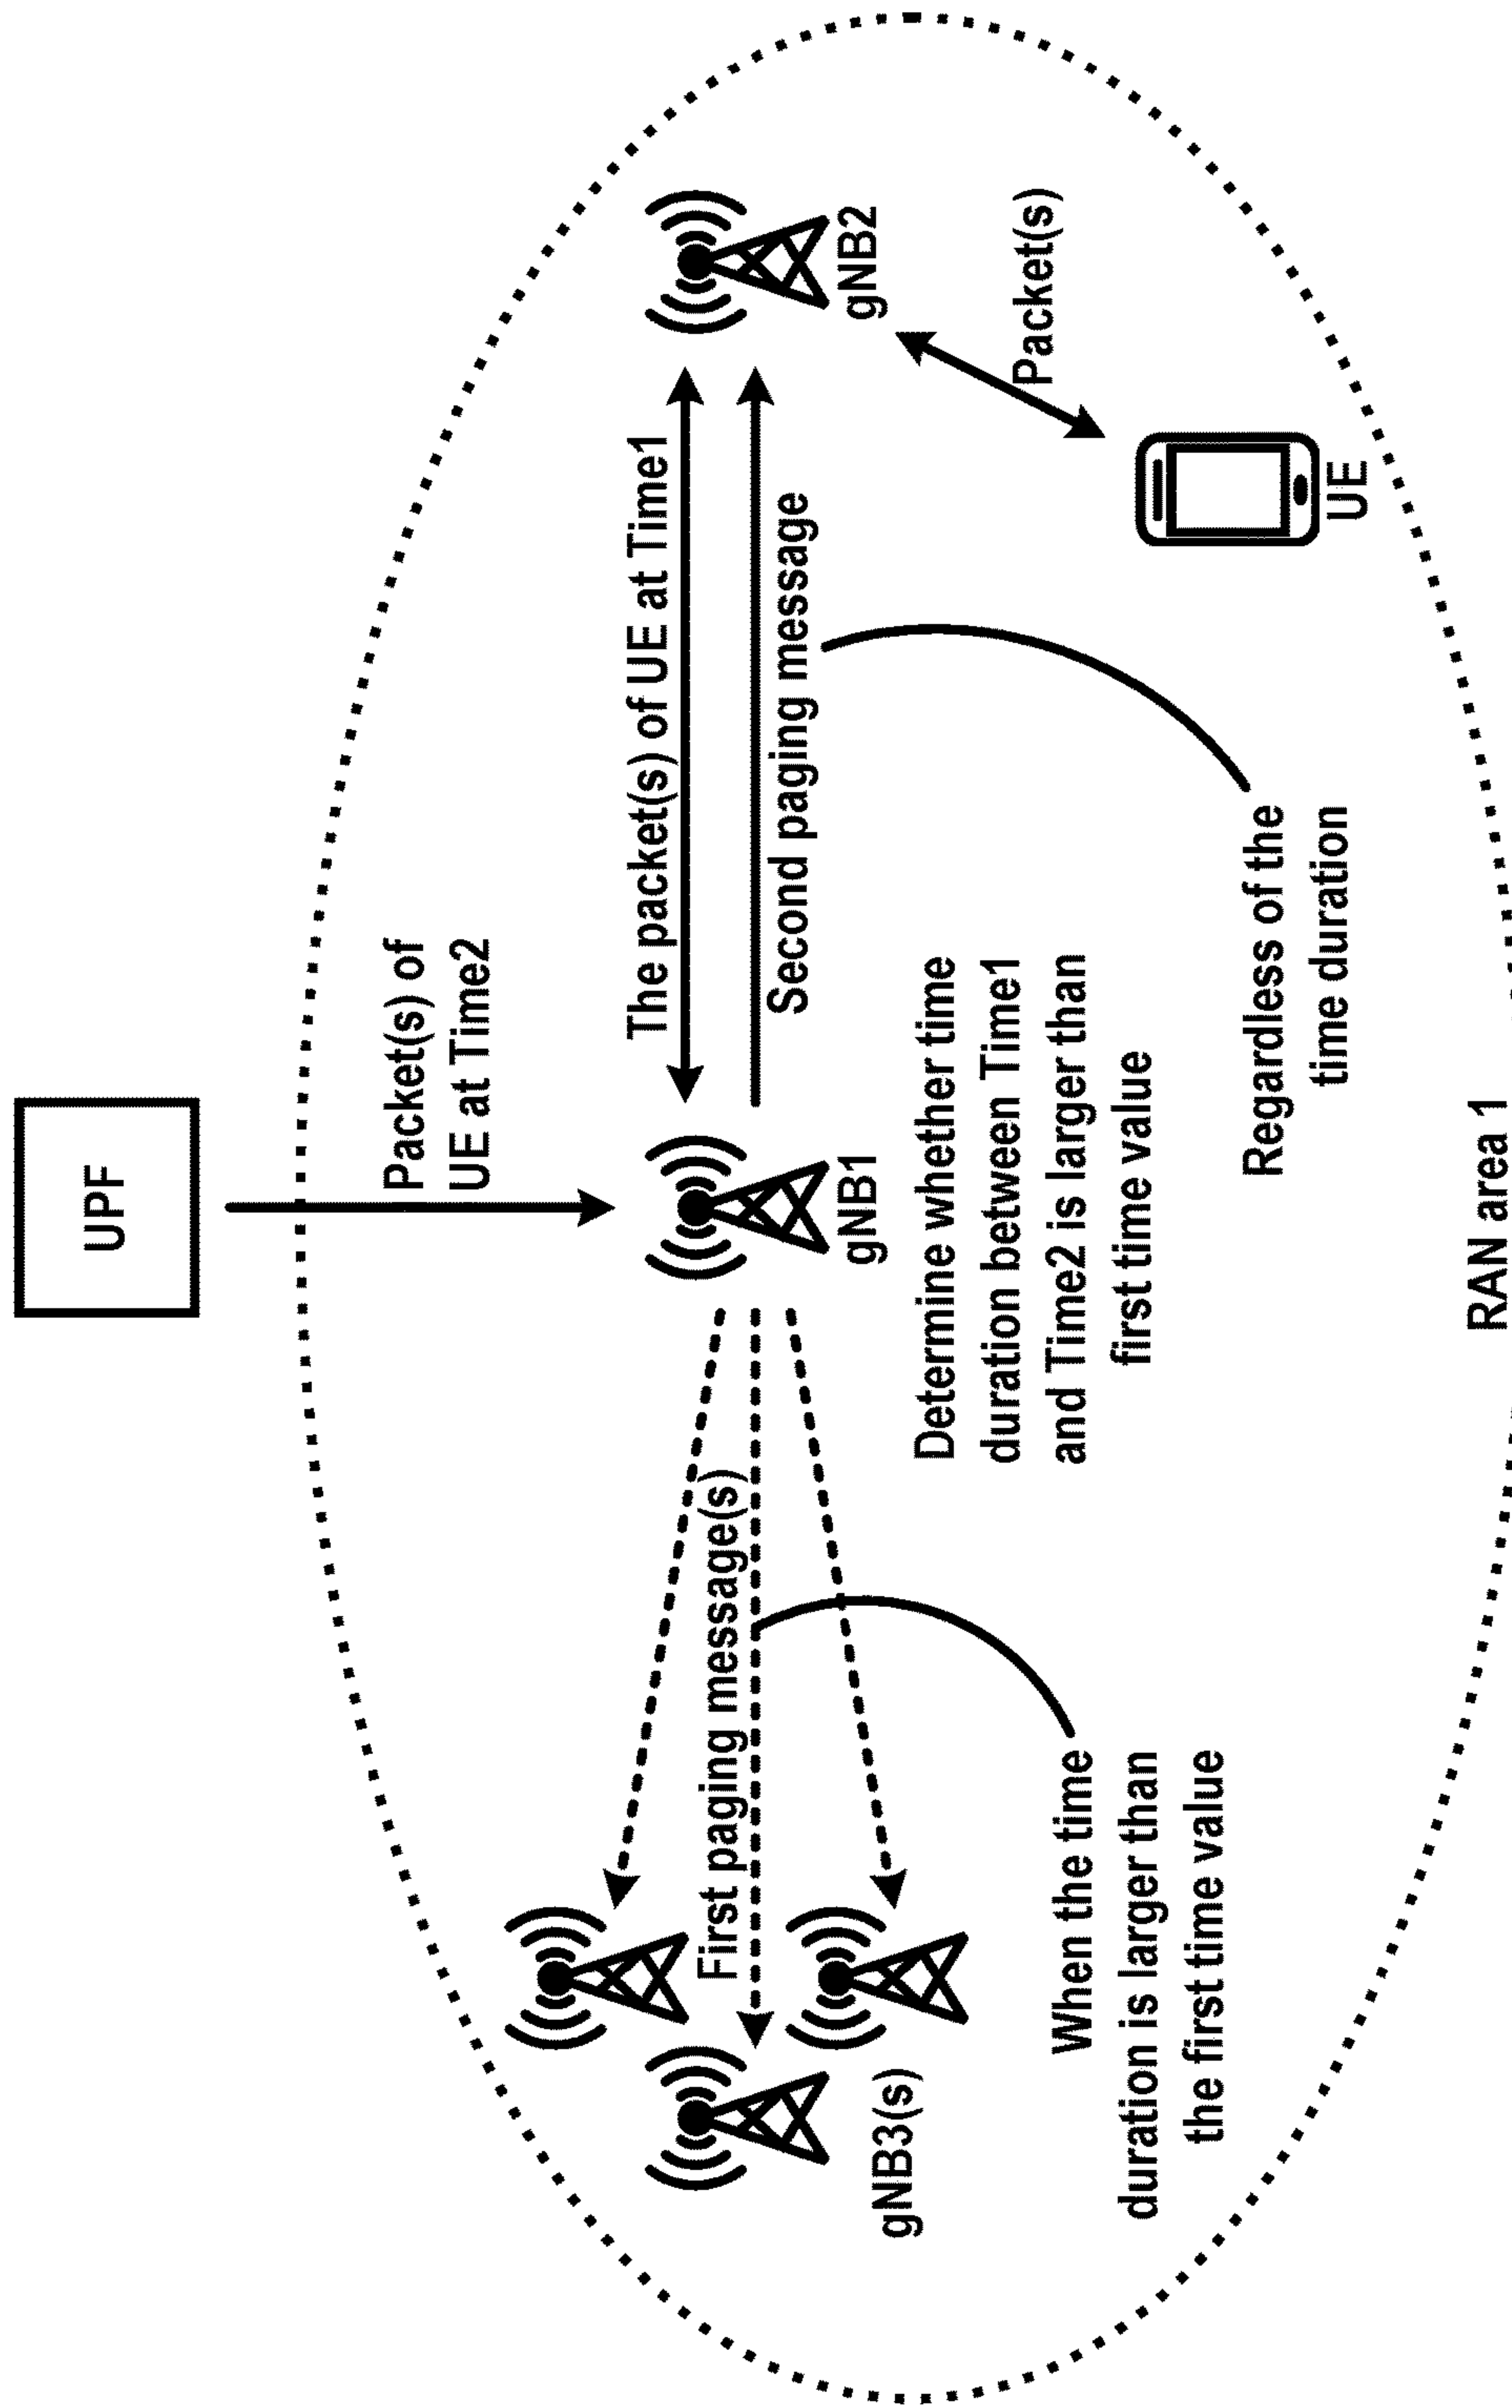 UPF
Packet(s) of
UE at Time2
The packet(s) of UE at Time1
Second paging message
First paging message(s)
gNB1
gNB2
gNB3(s)
Packet(s)
UE
Determine whether time
duration between Time1
and Time2 is larger than
first time value
When the time
duration is larger than
the first time value
Regardless of the
time duration
RAN area 1